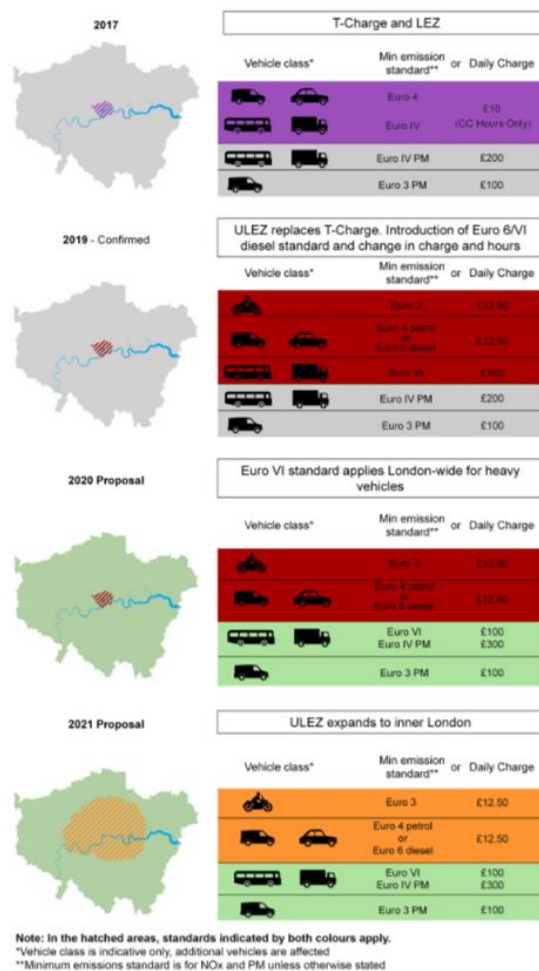 2017
T-Charge and LEZ
Vehicle class*
Min emission standard**
or
Daily Charge
Euro 4
£10
(CC Hours Only)
Euro IV
Euro IV PM
£200
Euro 3 PM
£100
2019 - Confirmed
ULEZ replaces T-Charge. Introduction of Euro 6/VI
diesel standard and change in charge and hours
Vehicle class*
Min emission standard**
or
Daily Charge
Euro 3
£12.50
Euro 4 petrol
or
Euro 6 diesel
£12.50
Euro VI
£100
Euro IV PM
£200
Euro 3 PM
£100
2020 Proposal
Euro VI standard applies London-wide for heavy
vehicles
Vehicle class*
Min emission standard**
or
Daily Charge
Euro 3
£12.50
Euro 4 petrol
or
Euro 6 diesel
£12.50
Euro VI
£100
Euro IV PM
£300
Euro 3 PM
£100
2021 Proposal
ULEZ expands to inner London
Vehicle class*
Min emission standard**
or
Daily Charge
Euro 3
£12.50
Euro 4 petrol
or
Euro 6 diesel
£12.50
Euro VI
£100
Euro IV PM
£300
Euro 3 PM
£100
Note: In the hatched areas, standards indicated by both colours apply.
*Vehicle class is indicative only, additional vehicles are affected
**Minimum emissions standard is for NOx and PM unless otherwise stated